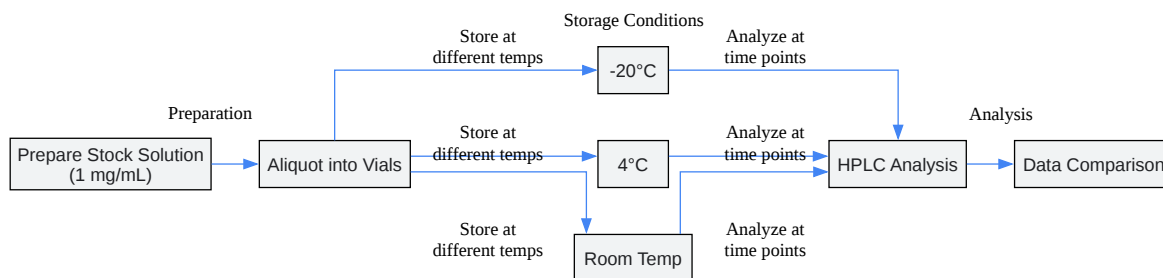 Storage Conditions
Store at
different temps
-20°C
Analyze at
time points
Preparation
Analysis
Prepare Stock Solution
(1 mg/mL)
Aliquot into Vials
Store at
different temps
4°C
Analyze at
time points
HPLC Analysis
Data Comparison
Store at
different temps
Room Temp
Analyze at
time points